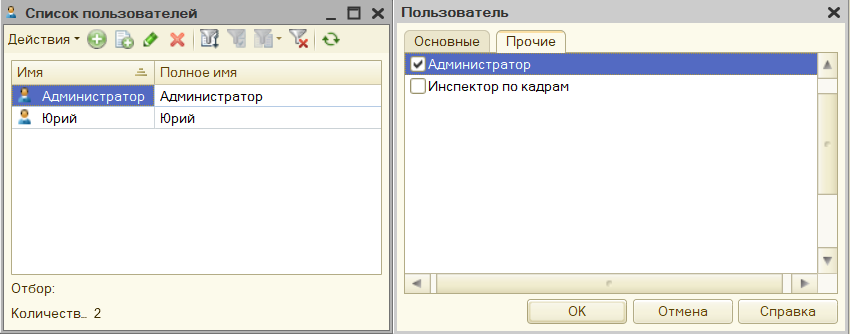 Список пользователей
Действия
Имя Полное имя
Администратор Администратор
Юрий Юрий
Отбор:
Количеств… 2
Пользователь
Основные Прочие
Администратор
Инспектор по кадрам
OK Отмена Справка